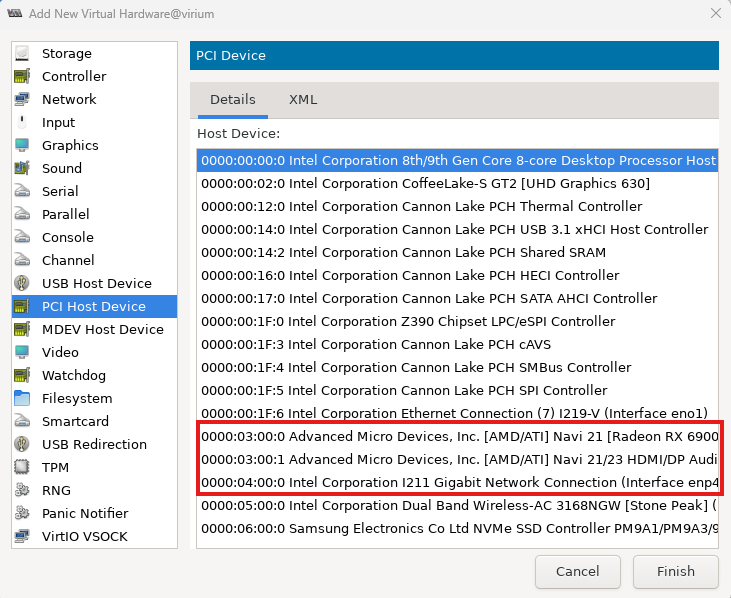 Add New Virtual Hardware@virium
Storage
Controller
Network
Input
Graphics
Sound
Serial
Parallel
Console
Channel
USB Host Device
PCI Host Device
MDEV Host Device
Video
Watchdog
Filesystem
Smartcard
USB Redirection
TPM
RNG
Panic Notifier
VirtIO VSOCK
PCI Device
Details XML
Host Device:
0000:00:00:0 Intel Corporation 8th/9th Gen Core 8-core Desktop Processor Host
0000:00:02:0 Intel Corporation CoffeeLake-S GT2 [UHD Graphics 630]
0000:00:12:0 Intel Corporation Cannon Lake PCH Thermal Controller
0000:00:14:0 Intel Corporation Cannon Lake PCH USB 3.1 xHCI Host Controller
0000:00:14:2 Intel Corporation Cannon Lake PCH Shared SRAM
0000:00:16:0 Intel Corporation Cannon Lake PCH HECI Controller
0000:00:17:0 Intel Corporation Cannon Lake PCH SATA AHCI Controller
0000:00:1F:0 Intel Corporation Z390 Chipset LPC/eSPI Controller
0000:00:1F:3 Intel Corporation Cannon Lake PCH cAVS
0000:00:1F:4 Intel Corporation Cannon Lake PCH SMBus Controller
0000:00:1F:5 Intel Corporation Cannon Lake PCH SPI Controller
0000:00:1F:6 Intel Corporation Ethernet Connection (7) I219-V (Interface eno1)
0000:03:00:0 Advanced Micro Devices, Inc. [AMD/ATI] Navi 21 [Radeon RX 6900
0000:03:00:1 Advanced Micro Devices, Inc. [AMD/ATI] Navi 21/23 HDMI/DP Audi
0000:04:00:0 Intel Corporation I211 Gigabit Network Connection (Interface enp4
0000:05:00:0 Intel Corporation Dual Band Wireless-AC 3168NGW [Stone Peak] (
0000:06:00:0 Samsung Electronics Co Ltd NVMe SSD Controller PM9A1/PM9A3/9
Cancel Finish